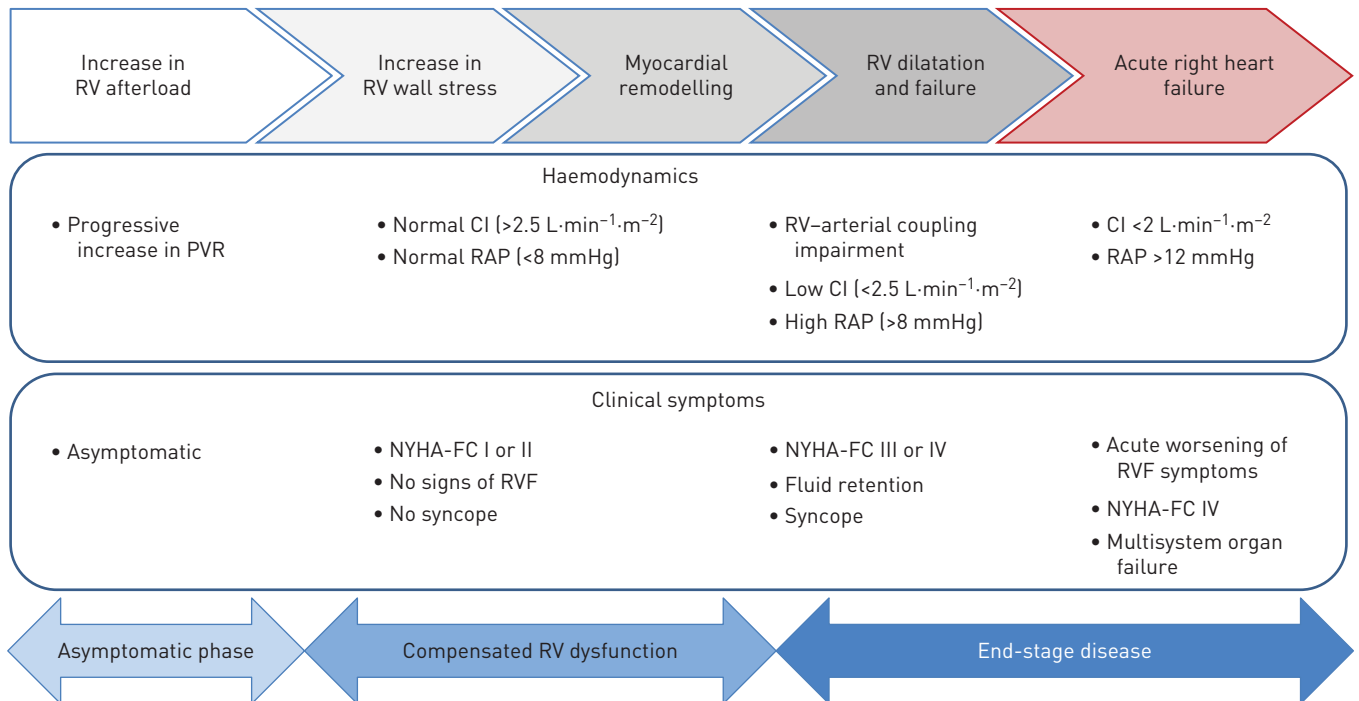 Increase in
RV afterload
Increase in
RV wall stress
Myocardial
remodelling
RV dilatation
and failure
Acute right heart
failure
Haemodynamics
• Progressive
increase in PVR
• Normal CI (>2.5 L·min⁻¹·m⁻²)
• Normal RAP (<8 mmHg)
• RV–arterial coupling
impairment
• Low CI (<2.5 L·min⁻¹·m⁻²)
• High RAP (>8 mmHg)
• CI <2 L·min⁻¹·m⁻²
• RAP >12 mmHg
Clinical symptoms
• Asymptomatic
• NYHA-FC I or II
• No signs of RVF
• No syncope
• NYHA-FC III or IV
• Fluid retention
• Syncope
• Acute worsening of
RVF symptoms
• NYHA-FC IV
• Multisystem organ
failure
Asymptomatic phase
Compensated RV dysfunction
End-stage disease